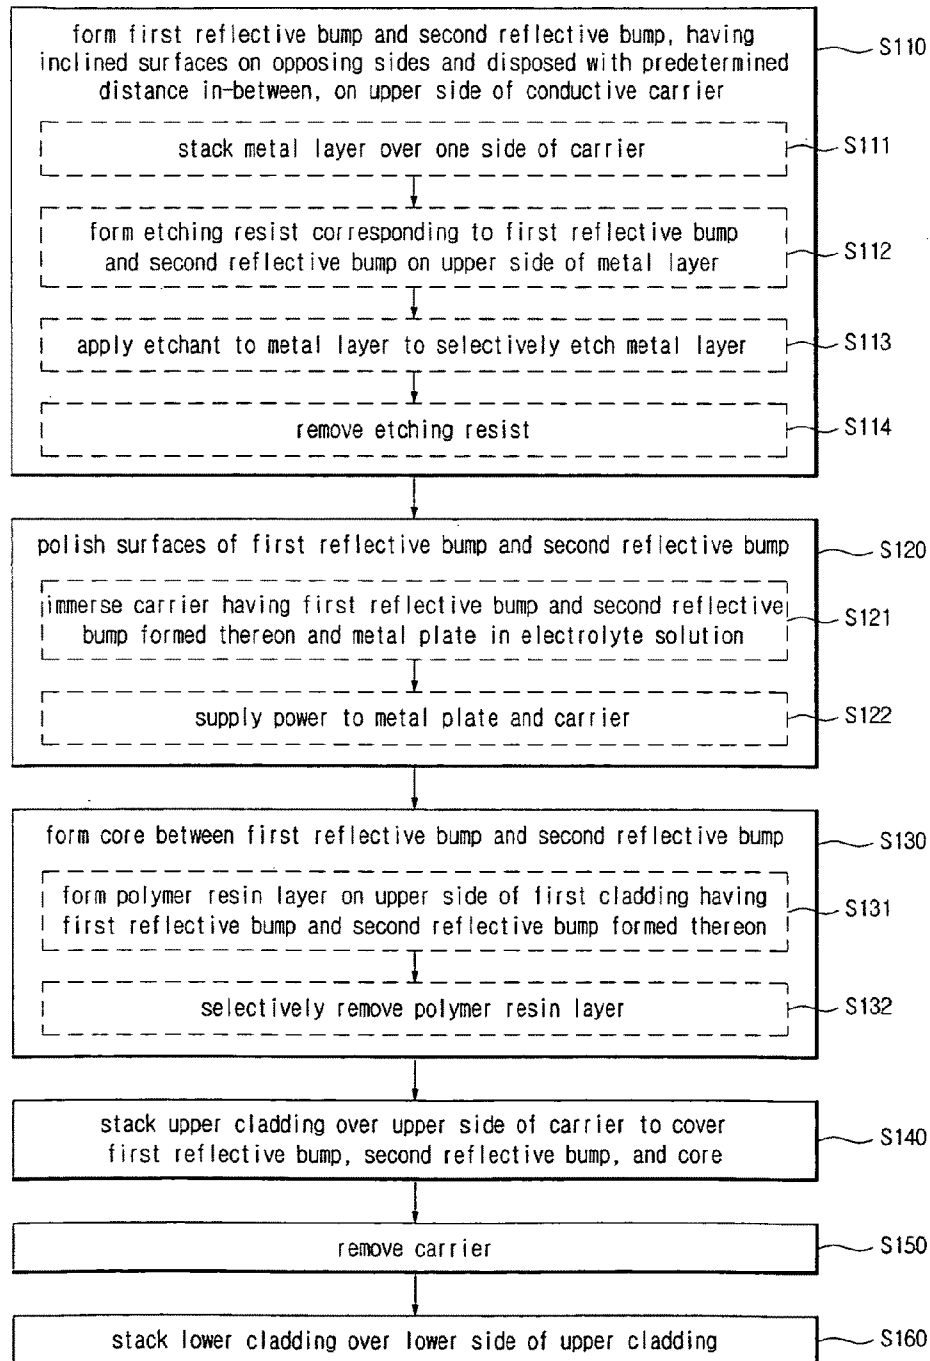 form first reflective bump and second reflective bump, having
inclined surfaces on opposing sides and disposed with predetermined
distance in-between, on upper side of conductive carrier
S110
stack metal layer over one side of carrier
S111
form etching resist corresponding to first reflective bump
and second reflective bump on upper side of metal layer
S112
apply etchant to metal layer to selectively etch metal layer
S113
remove etching resist
S114
polish surfaces of first reflective bump and second reflective bump
S120
immerse carrier having first reflective bump and second reflective
bump formed thereon and metal plate in electrolyte solution
S121
supply power to metal plate and carrier
S122
form core between first reflective bump and second reflective bump
S130
form polymer resin layer on upper side of first cladding having
first reflective bump and second reflective bump formed thereon
S131
selectively remove polymer resin layer
S132
stack upper cladding over upper side of carrier to cover
first reflective bump, second reflective bump, and core
S140
remove carrier
S150
stack lower cladding over lower side of upper cladding
S160